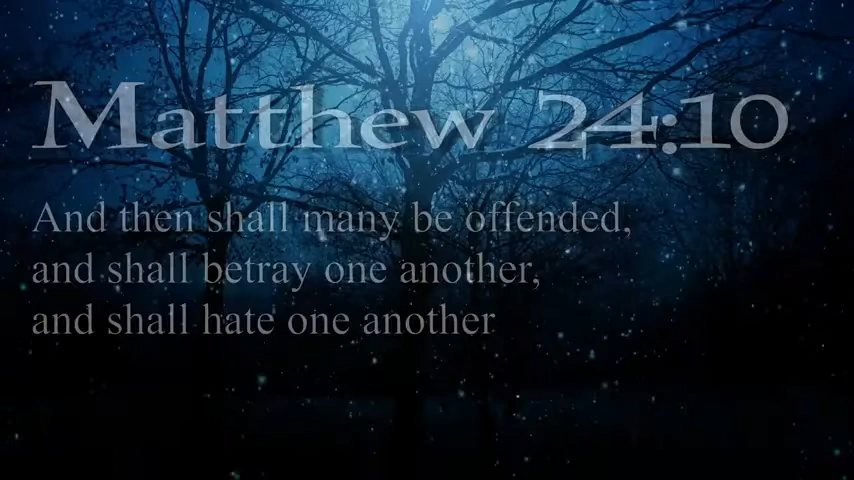 Matthew 24:10
And then shall many be offended,
and shall betray one another,
and shall hate one another